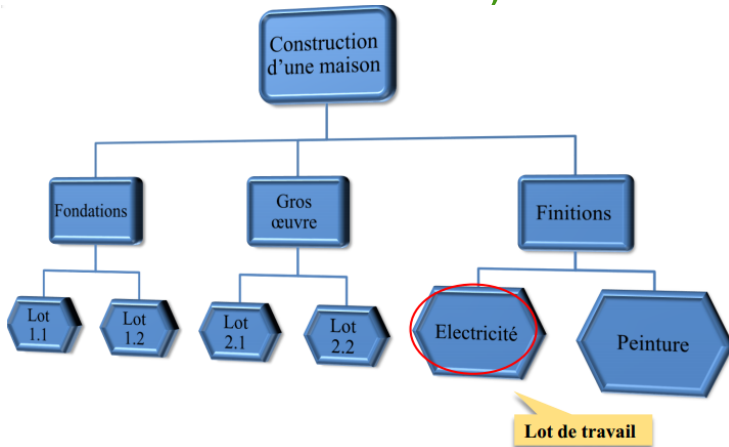 Construction
d'une maison
Fondations
Gros
œuvre
Finitions
Lot
1.1
Lot
1.2
Lot
2.1
Lot
2.2
Electricité
Peinture
Lot de travail